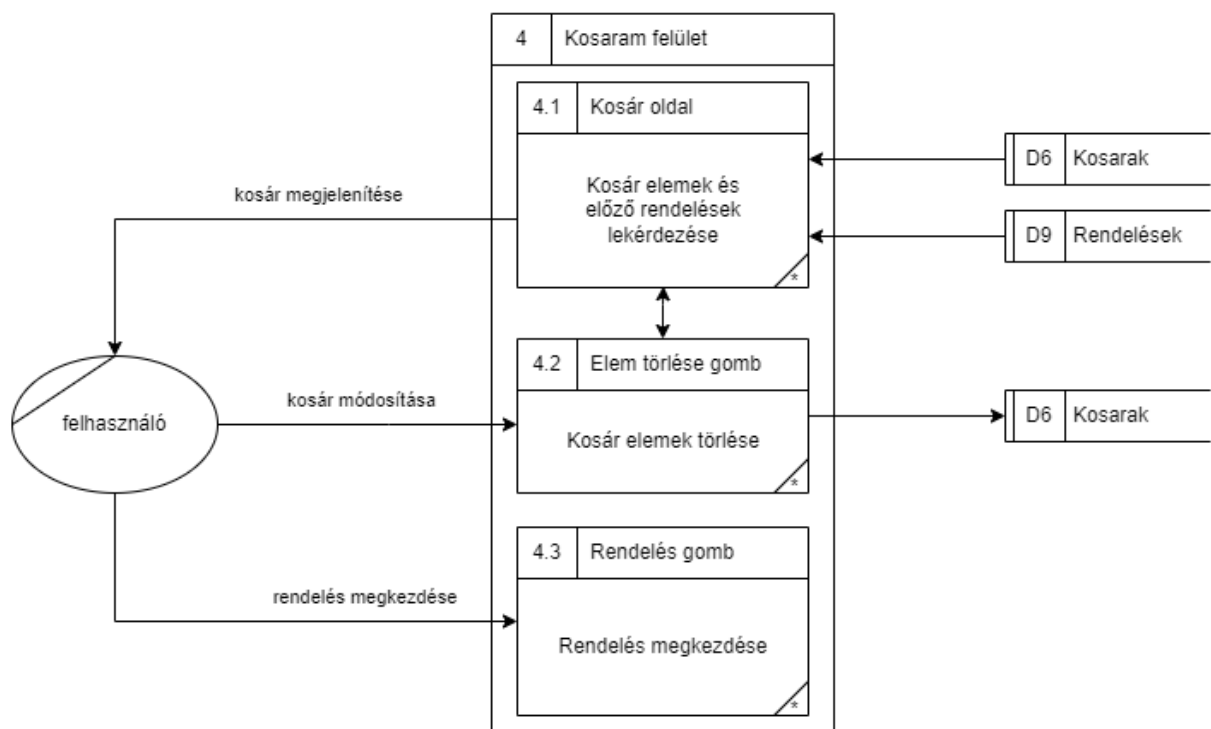 4 Kosaram felület
4.1 Kosár oldal
Kosár elemek és
előző rendelések
lekérdezése
*
D6 Kosarak
D9 Rendelések
kosár megjelenítése
felhasználó
kosár módosítása
4.2 Elem törlése gomb
Kosár elemek törlése
*
D6 Kosarak
rendelés megkezdése
4.3 Rendelés gomb
Rendelés megkezdése
*